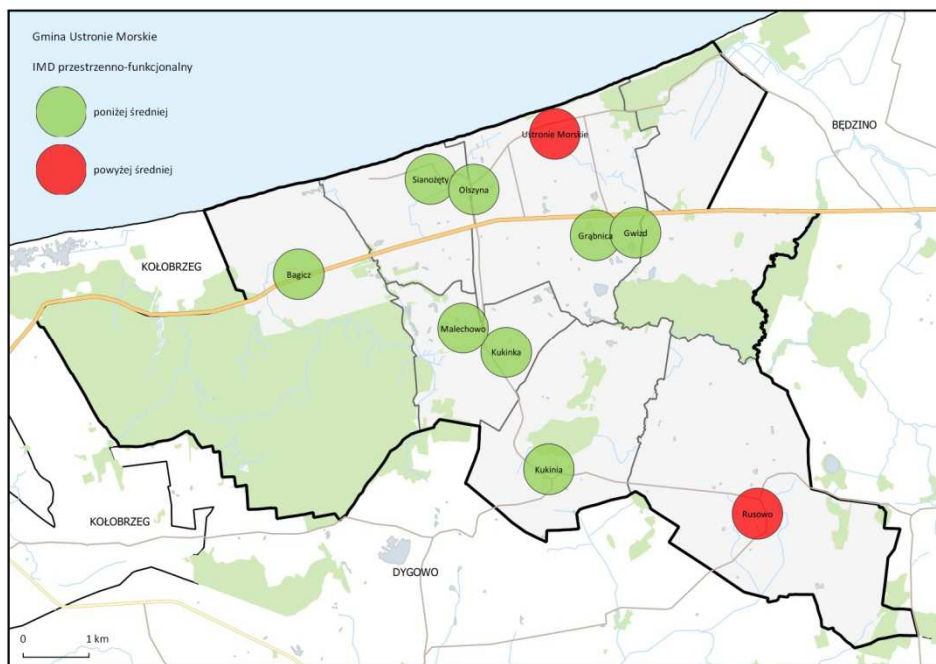 Gmina Ustronie Morskie
IMD przestrzenno-funkcjonalny
poniżej średniej
powyżej średniej
BĘDZINO
Ustronie Morskie
Sianożęty
Olszyna
Grąbnica
Gwizd
KOŁOBRZEG
Bagicz
Malechowo
Kukinka
Kukinia
Rusowo
KOŁOBRZEG
DYGOWO
0 1 km